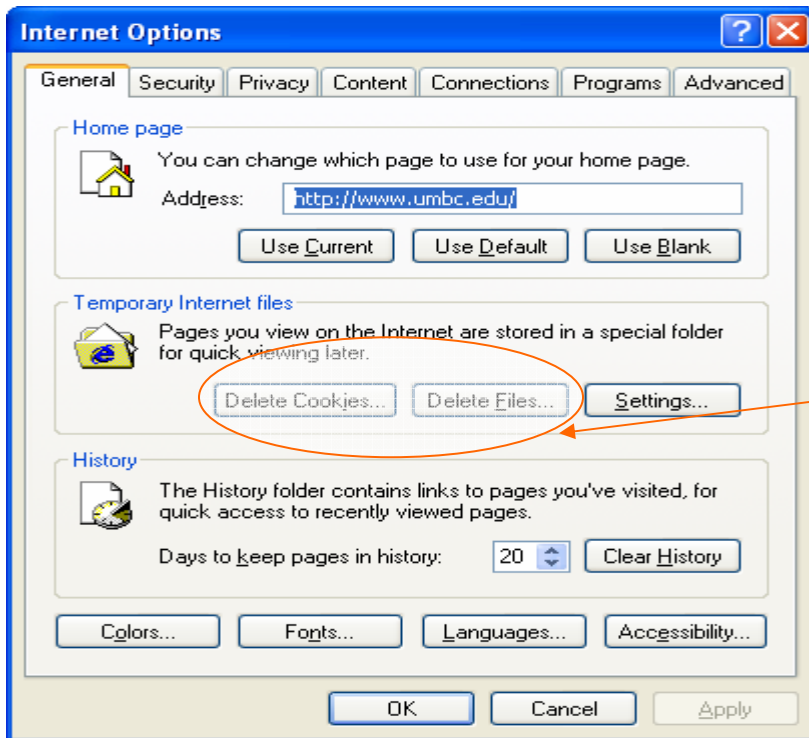 Internet Options
General Security Privacy Content Connections Programs Advanced
Home page
You can change which page to use for your home page.
Address: http://www.umbc.edu/
Use Current Use Default Use Blank
Temporary Internet files
Pages you view on the Internet are stored in a special folder
for quick viewing later.
Delete Cookies... Delete Files... Settings...
History
The History folder contains links to pages you've visited, for
quick access to recently viewed pages.
Days to keep pages in history: 20 Clear History
Colors... Fonts... Languages... Accessibility...
OK Cancel Apply